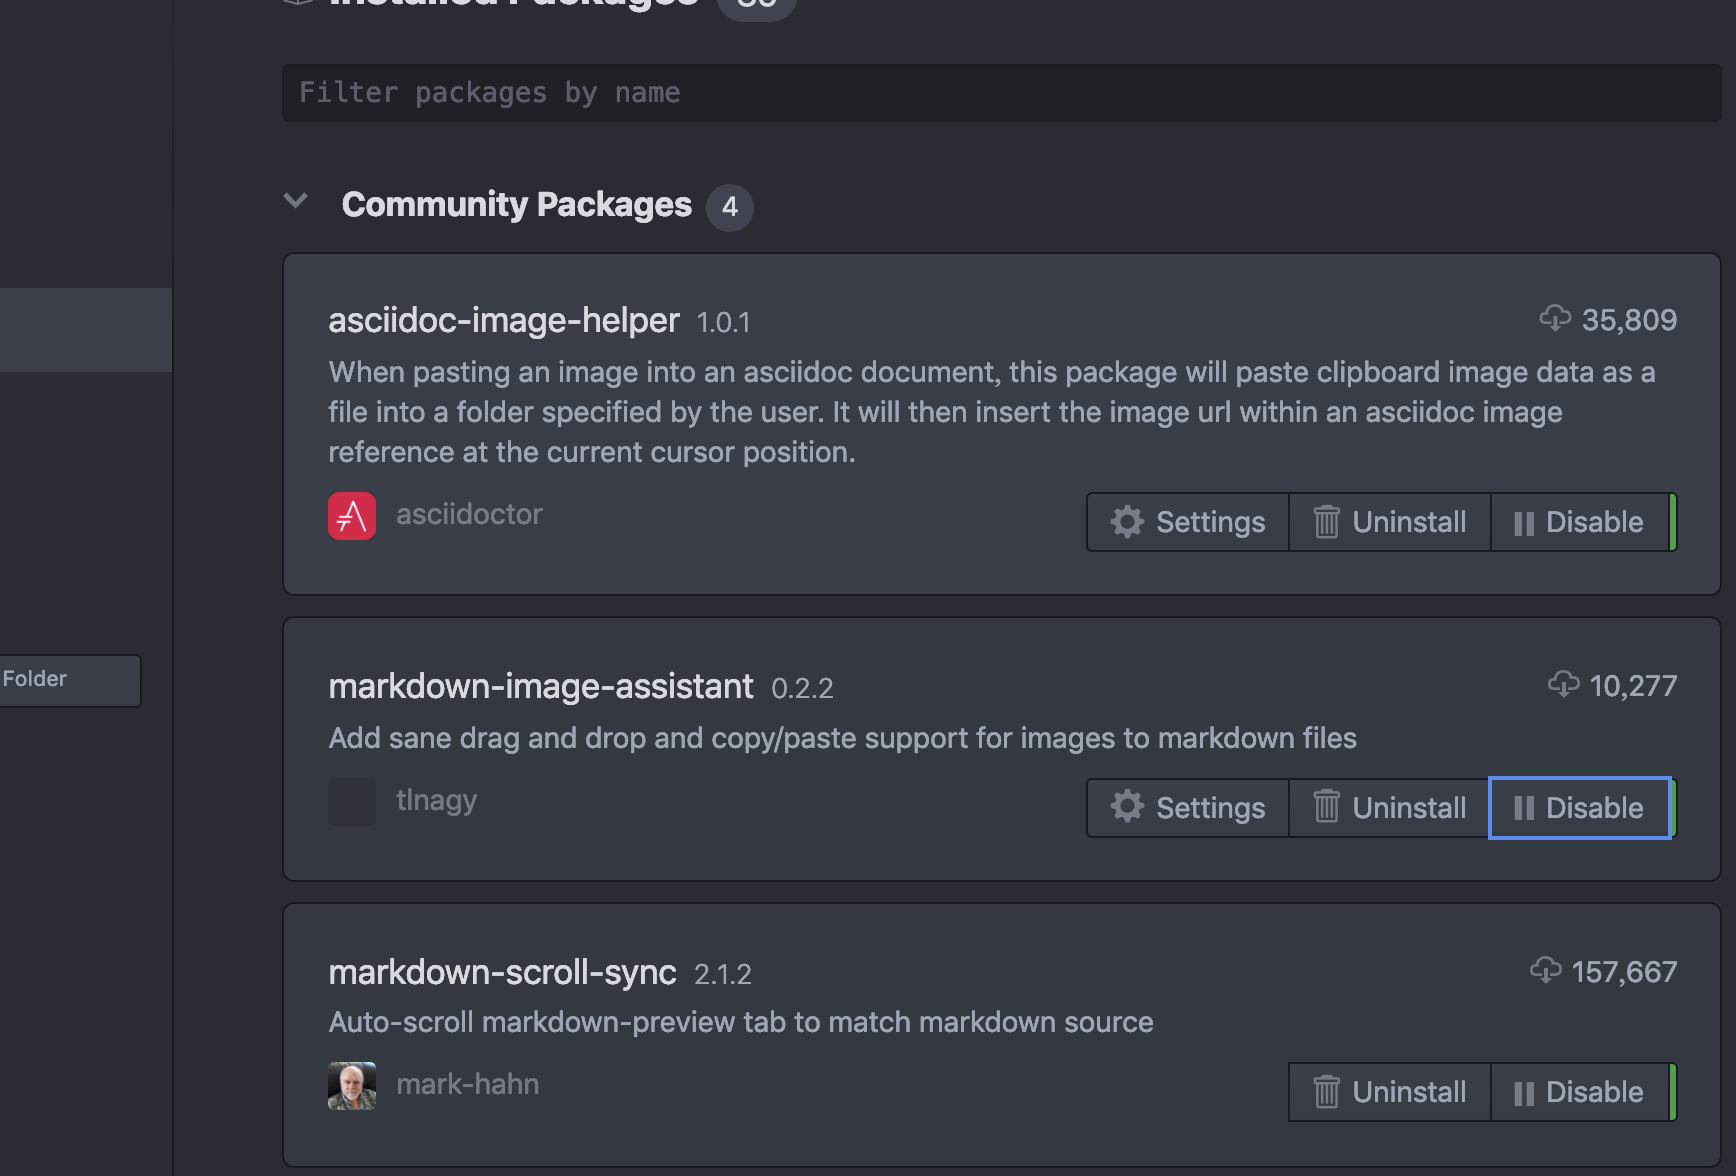 Installed Packages
Filter packages by name
Community Packages 4
asciidoc-image-helper 1.0.1
35,809
When pasting an image into an asciidoc document, this package will paste clipboard image data as a
file into a folder specified by the user. It will then insert the image url within an asciidoc image
reference at the current cursor position.
asciidoctor
Settings Uninstall Disable
Folder
markdown-image-assistant 0.2.2
10,277
Add sane drag and drop and copy/paste support for images to markdown files
tlnagy
Settings Uninstall Disable
markdown-scroll-sync 2.1.2
157,667
Auto-scroll markdown-preview tab to match markdown source
mark-hahn
Uninstall Disable